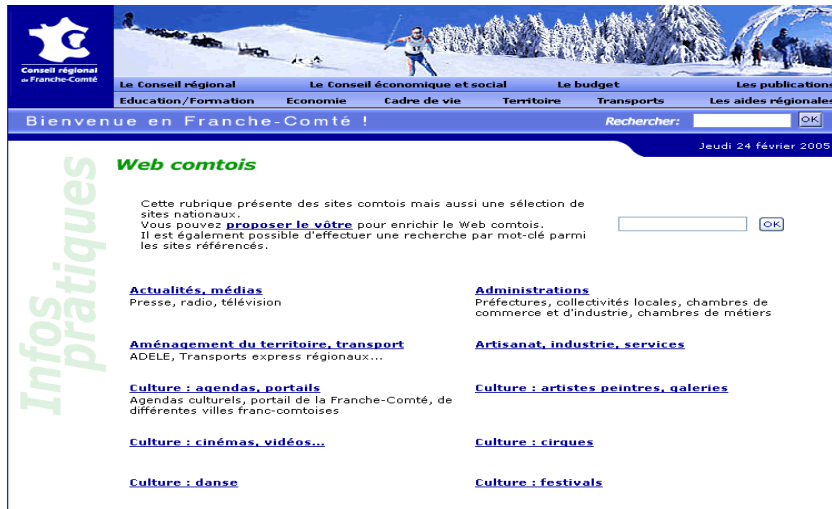 Conseil régional
de Franche-Comté
Le Conseil régional Le Conseil économique et social Le budget Les publications
Education/Formation Economie Cadre de vie Territoire Transports Les aides régionales
Bienvenue en Franche-Comté ! Rechercher: OK
Jeudi 24 février 2005
Infos
pratiques
Web comtois
Cette rubrique présente des sites comtois mais aussi une sélection de
sites nationaux.
Vous pouvez proposer le vôtre pour enrichir le Web comtois.
Il est également possible d'effectuer une recherche par mot-clé parmi
les sites référencés.
OK
Actualités, médias
Presse, radio, télévision
Administrations
Préfectures, collectivités locales, chambres de
commerce et d'industrie, chambres de métiers
Aménagement du territoire, transport
ADELE, Transports express régionaux...
Artisanat, industrie, services
Culture : agendas, portails
Agendas culturels, portail de la Franche-Comté, de
différentes villes franc-comtoises
Culture : artistes peintres, galeries
Culture : cinémas, vidéos...
Culture : cirques
Culture : danse
Culture : festivals